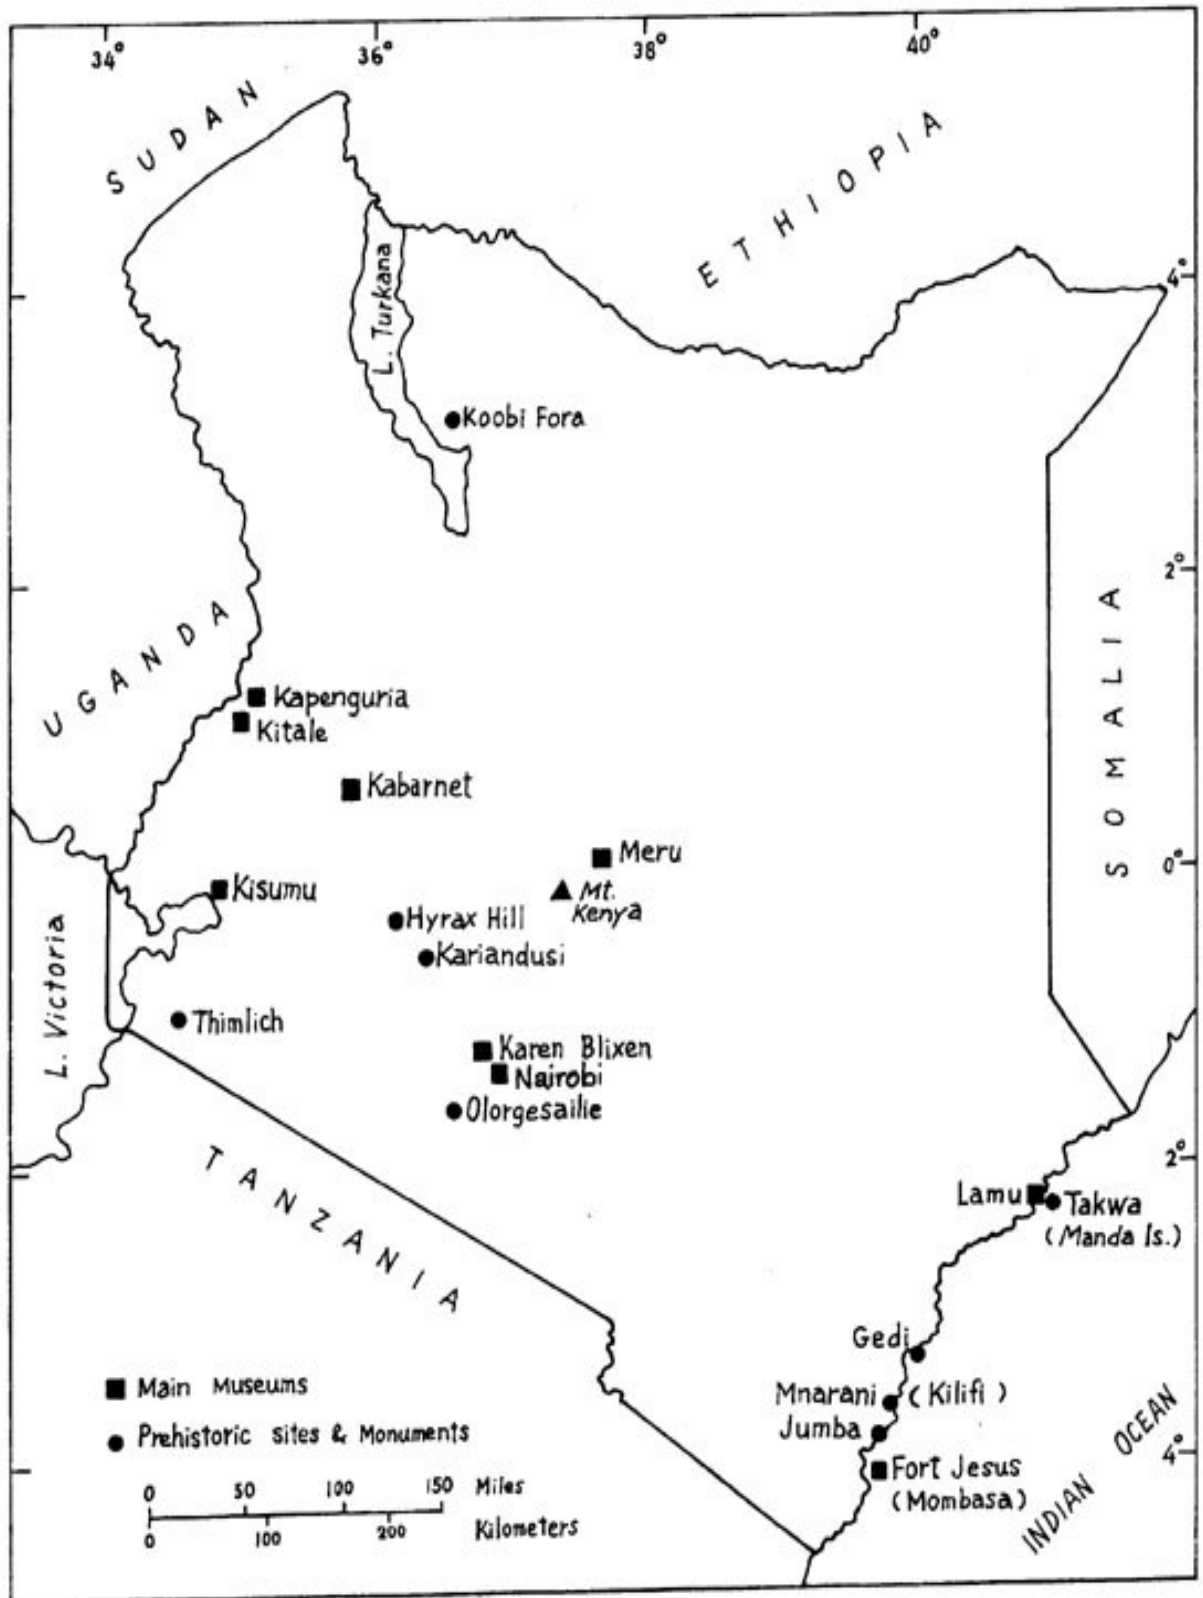 34°
36°
38°
40°
SUDAN
ETHIOPIA
L. Turkana
4°
Koobi Fora
2°
UGANDA
SOMALIA
Kapenguria
Kitale
Kabarnet
Meru
0°
Mt.
Kenya
Kisumu
Hyrax Hill
Kariandusi
L. Victoria
Thimlich
Karen Blixen
Nairobi
Olorgesailie
TANZANIA
2°
Lamu
Takwa
(Manda Is.)
Gedi
Mnarani (Kilifi)
Jumba
4°
Fort Jesus
(Mombasa)
INDIAN OCEAN
Main Museums
Prehistoric Sites & Monuments
0 50 100 150 Miles
0 100 200 Kilometers